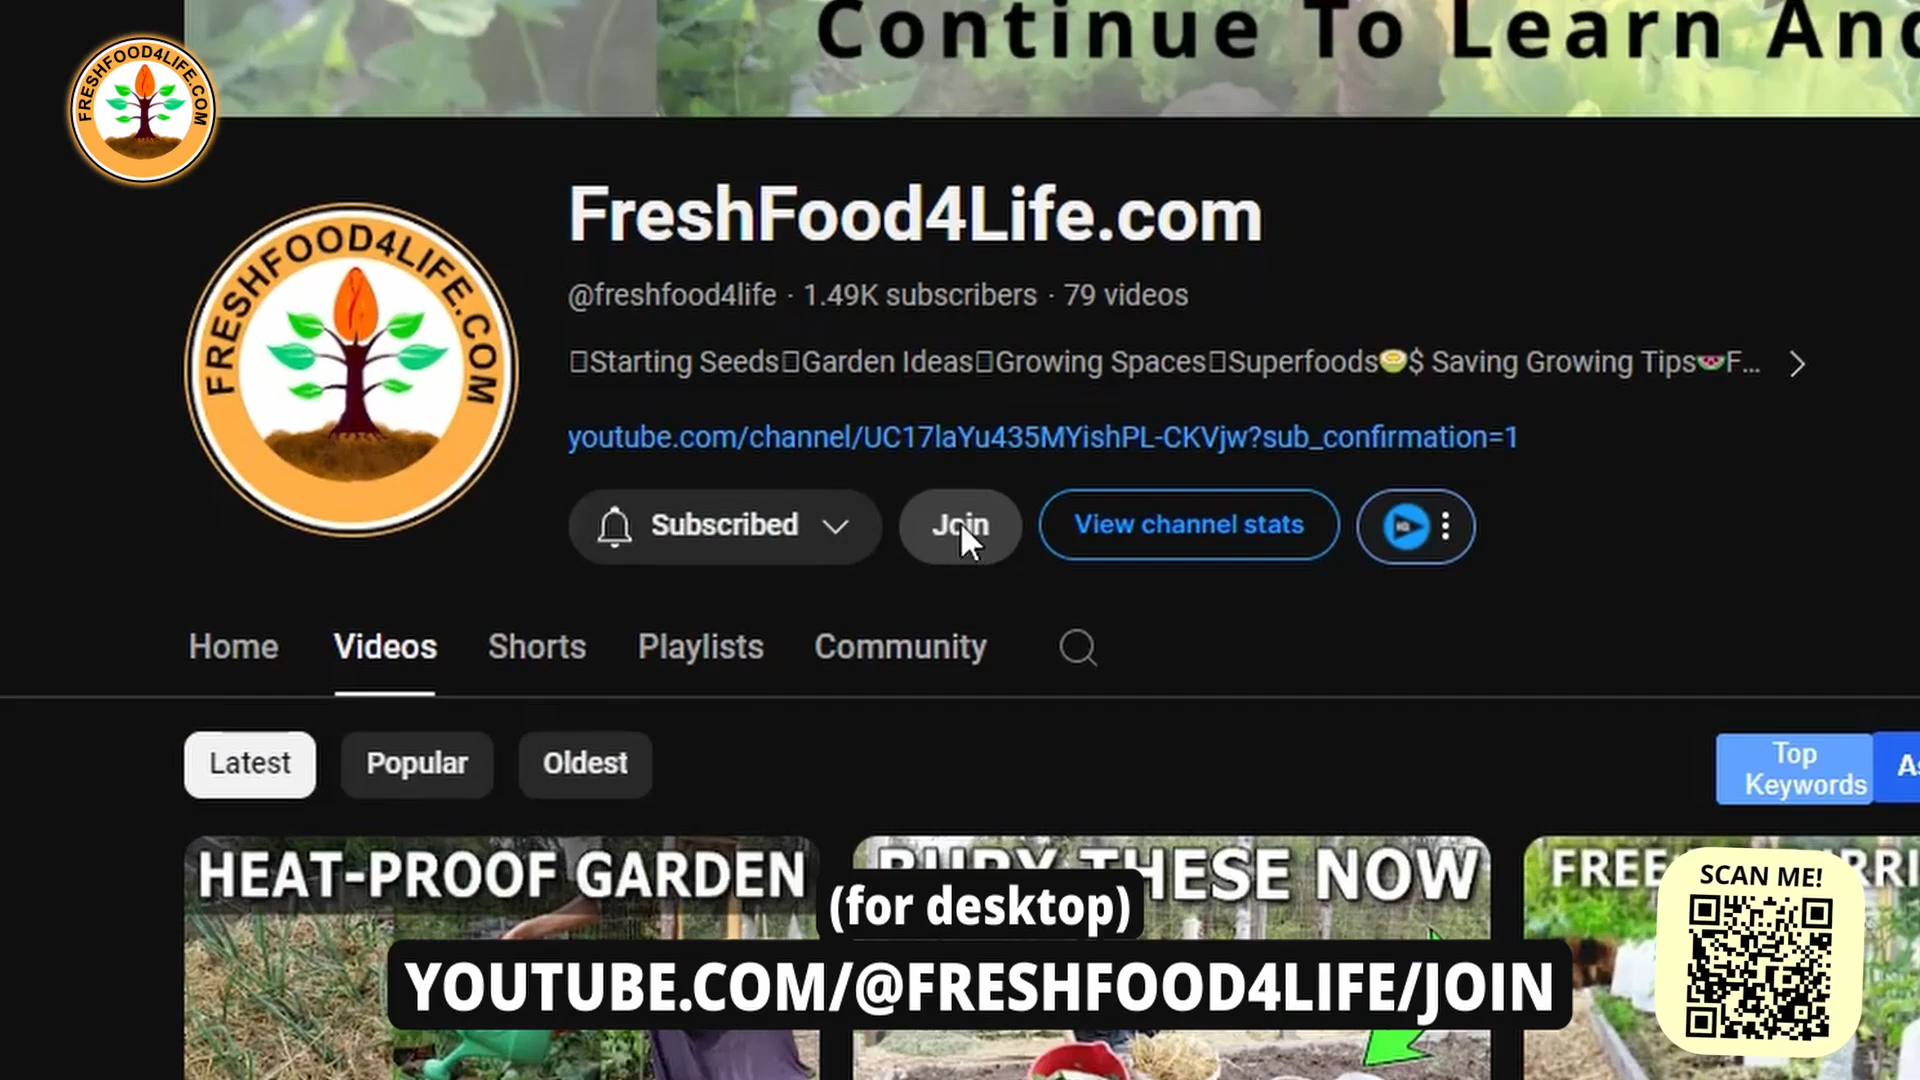 Continue To Learn And
FRESHFOOD4LIFE.COM
FRESHFOOD4LIFE.COM
FreshFood4Life.com
@freshfood4life · 1.49K subscribers · 79 videos
Starting Seeds Garden Ideas Growing Spaces Superfoods $ Saving Growing Tips F...
youtube.com/channel/UC17laYu435MYishPL-CKVjw?sub_confirmation=1
Subscribed Join View channel stats
Home Videos Shorts Playlists Community
Latest Popular Oldest
Top
Keywords
HEAT-PROOF GARDEN
BURY THESE NOW
FREE
SCAN ME!
(for desktop)
YOUTUBE.COM/@FRESHFOOD4LIFE/JOIN